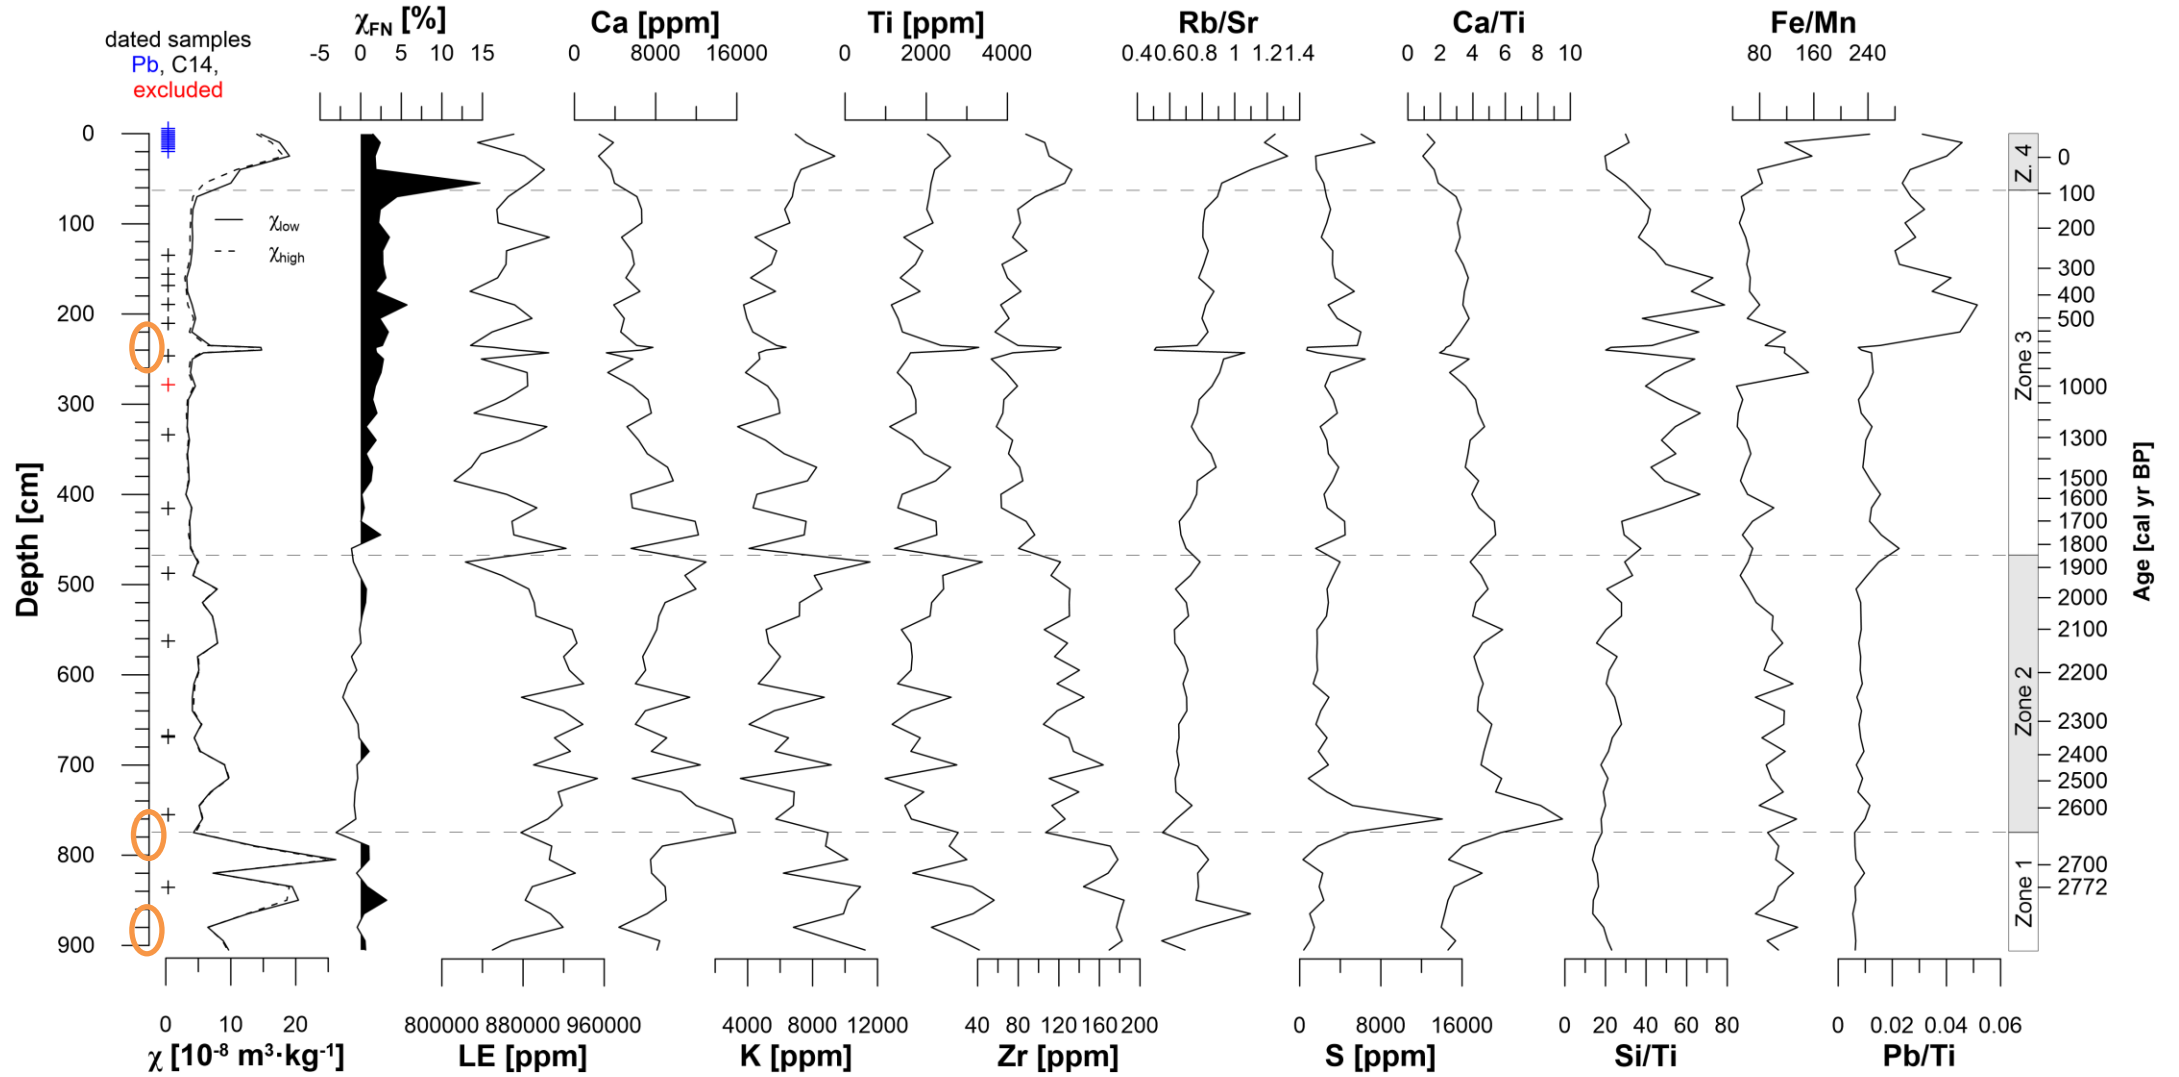 χFN [%] Ca [ppm] Ti [ppm] Rb/Sr Ca/Ti Fe/Mn
dated samples
Pb, C14,
excluded
-5 0 5 10 15 0 8000 16000 0 2000 4000 0.4 0.6 0.8 1 1.2 1.4 0 2 4 6 8 10 80 160 240
χlow
χhigh
Depth [cm]
0
100
200
300
400
500
600
700
800
900
Z. 4
Zone 3
Zone 2
Zone 1
0
100
200
300
400
500
1000
1300
1500
1600
1700
1800
1900
2000
2100
2200
2300
2400
2500
2600
2700
2772
Age [cal yr BP]
0 10 20 800000 880000 960000 4000 8000 12000 40 80 120 160 200 0 8000 16000 0 20 40 60 80 0 0.02 0.04 0.06
χ [10⁻⁸ m³·kg⁻¹] LE [ppm] K [ppm] Zr [ppm] S [ppm] Si/Ti Pb/Ti